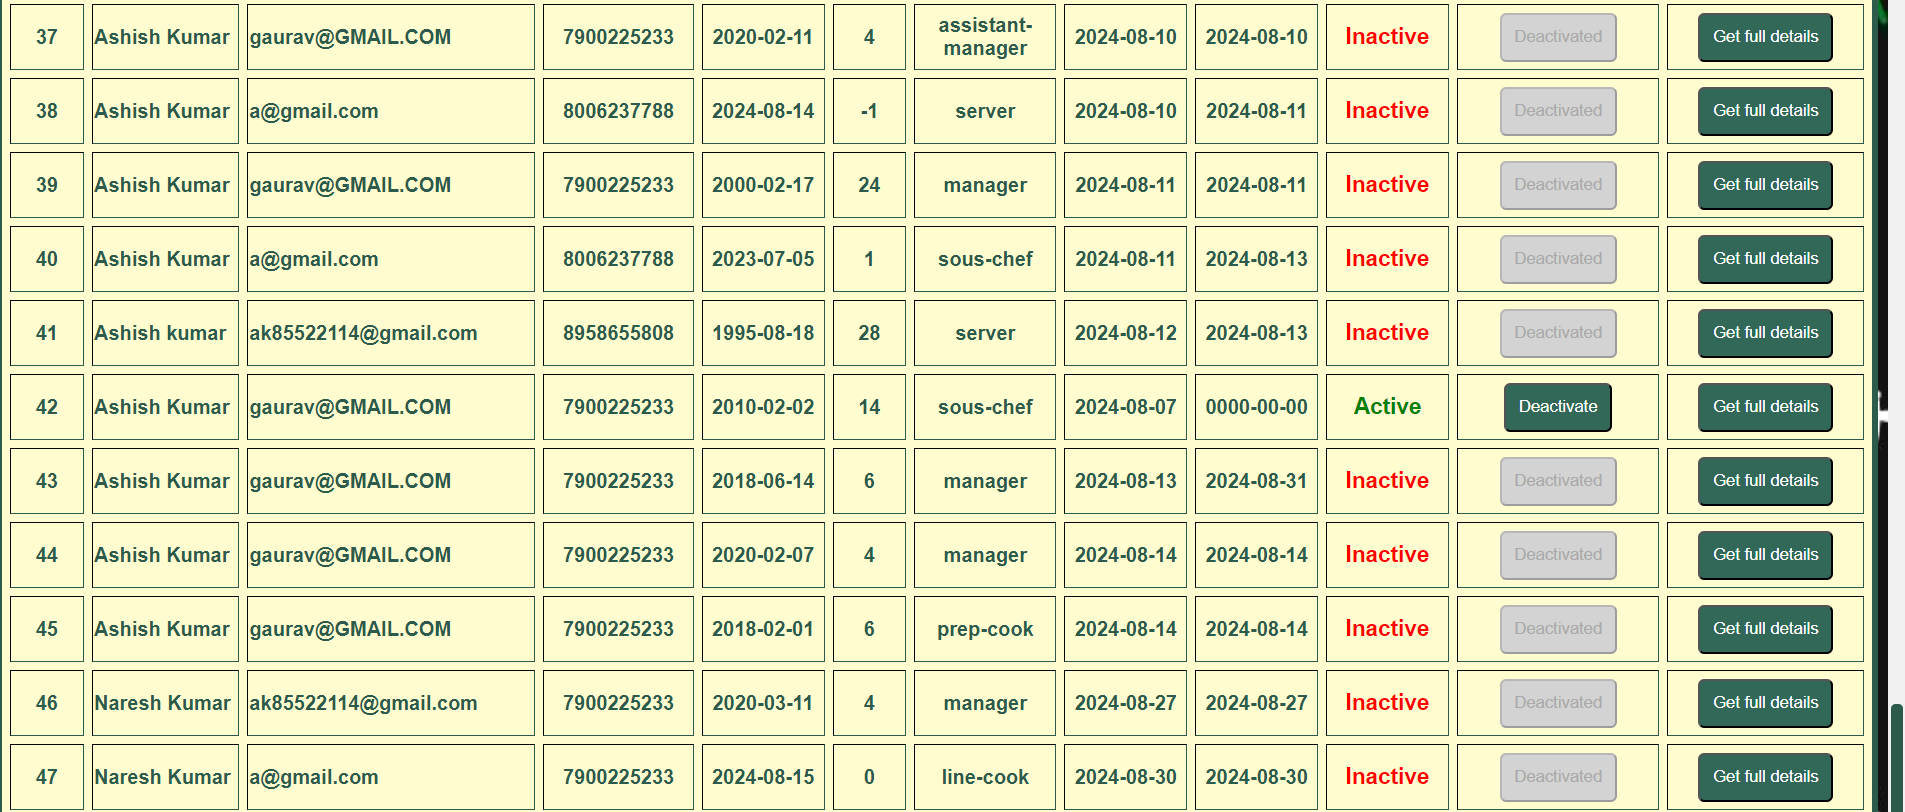 37 Ashish Kumar gaurav@GMAIL.COM 7900225233 2020-02-11 4 assistant-manager 2024-08-10 2024-08-10 Inactive Deactivated Get full details
38 Ashish Kumar a@gmail.com 8006237788 2024-08-14 -1 server 2024-08-10 2024-08-11 Inactive Deactivated Get full details
39 Ashish Kumar gaurav@GMAIL.COM 7900225233 2000-02-17 24 manager 2024-08-11 2024-08-11 Inactive Deactivated Get full details
40 Ashish Kumar a@gmail.com 8006237788 2023-07-05 1 sous-chef 2024-08-11 2024-08-13 Inactive Deactivated Get full details
41 Ashish kumar ak85522114@gmail.com 8958655808 1995-08-18 28 server 2024-08-12 2024-08-13 Inactive Deactivated Get full details
42 Ashish Kumar gaurav@GMAIL.COM 7900225233 2010-02-02 14 sous-chef 2024-08-07 0000-00-00 Active Deactivate Get full details
43 Ashish Kumar gaurav@GMAIL.COM 7900225233 2018-06-14 6 manager 2024-08-13 2024-08-31 Inactive Deactivated Get full details
44 Ashish Kumar gaurav@GMAIL.COM 7900225233 2020-02-07 4 manager 2024-08-14 2024-08-14 Inactive Deactivated Get full details
45 Ashish Kumar gaurav@GMAIL.COM 7900225233 2018-02-01 6 prep-cook 2024-08-14 2024-08-14 Inactive Deactivated Get full details
46 Naresh Kumar ak85522114@gmail.com 7900225233 2020-03-11 4 manager 2024-08-27 2024-08-27 Inactive Deactivated Get full details
47 Naresh Kumar a@gmail.com 7900225233 2024-08-15 0 line-cook 2024-08-30 2024-08-30 Inactive Deactivated Get full details